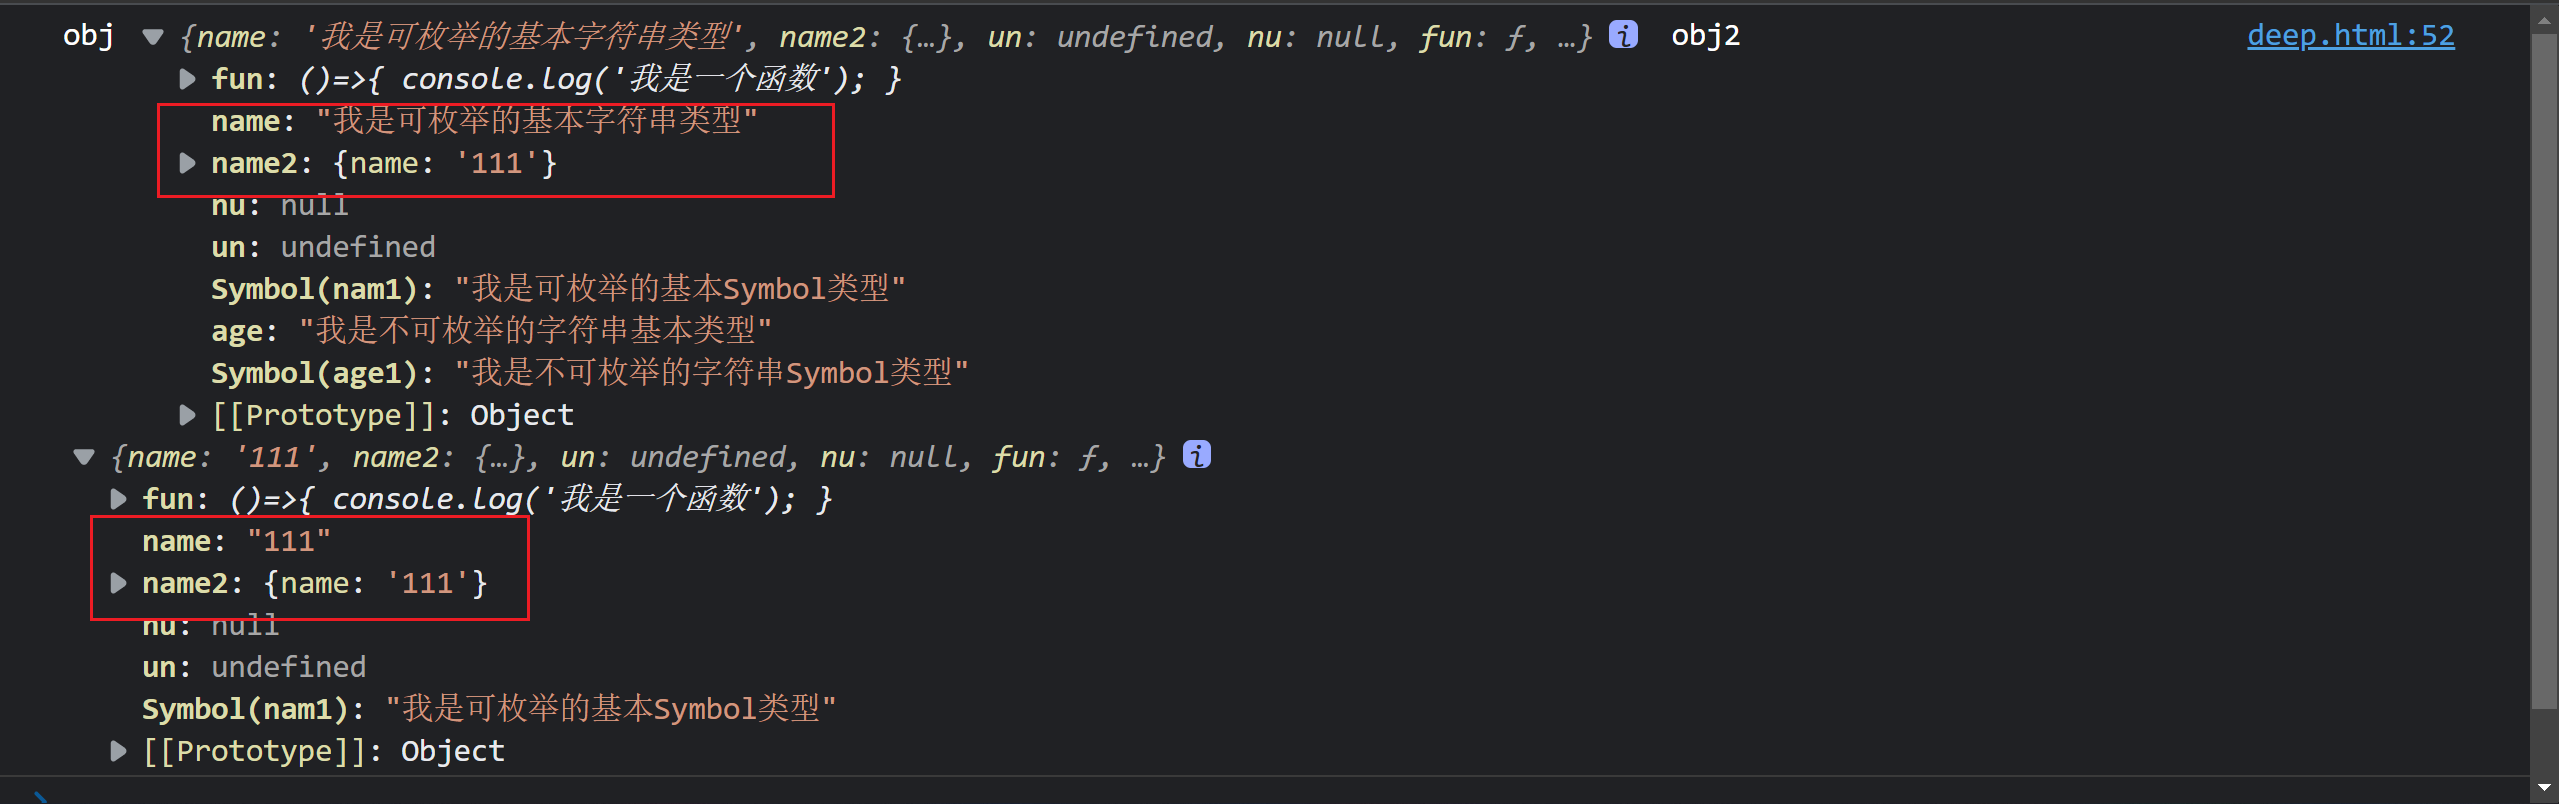 obj ▼ {name: '我是可枚举的基本字符串类型', name2: {…}, un: undefined, nu: null, fun: ƒ, …} i obj2 deep.html:52
▶ fun: ()=>{ console.log('我是一个函数'); }
name: "我是可枚举的基本字符串类型"
▶ name2: {name: '111'}
nu: null
un: undefined
Symbol(nam1): "我是可枚举的基本Symbol类型"
age: "我是不可枚举的字符串基本类型"
Symbol(age1): "我是不可枚举的字符串Symbol类型"
▶ [[Prototype]]: Object
▼ {name: '111', name2: {…}, un: undefined, nu: null, fun: ƒ, …} i
▶ fun: ()=>{ console.log('我是一个函数'); }
name: "111"
▶ name2: {name: '111'}
nu: null
un: undefined
Symbol(nam1): "我是可枚举的基本Symbol类型"
▶ [[Prototype]]: Object